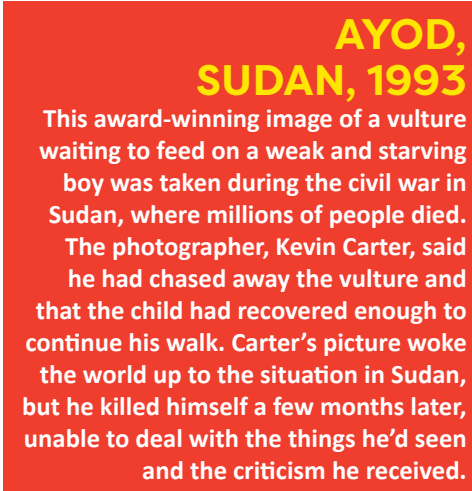 AYOD,
SUDAN, 1993
This award-winning image of a vulture
waiting to feed on a weak and starving
boy was taken during the civil war in
Sudan, where millions of people died.
The photographer, Kevin Carter, said
he had chased away the vulture and
that the child had recovered enough to
continue his walk. Carter’s picture woke
the world up to the situation in Sudan,
but he killed himself a few months later,
unable to deal with the things he’d seen
and the criticism he received.